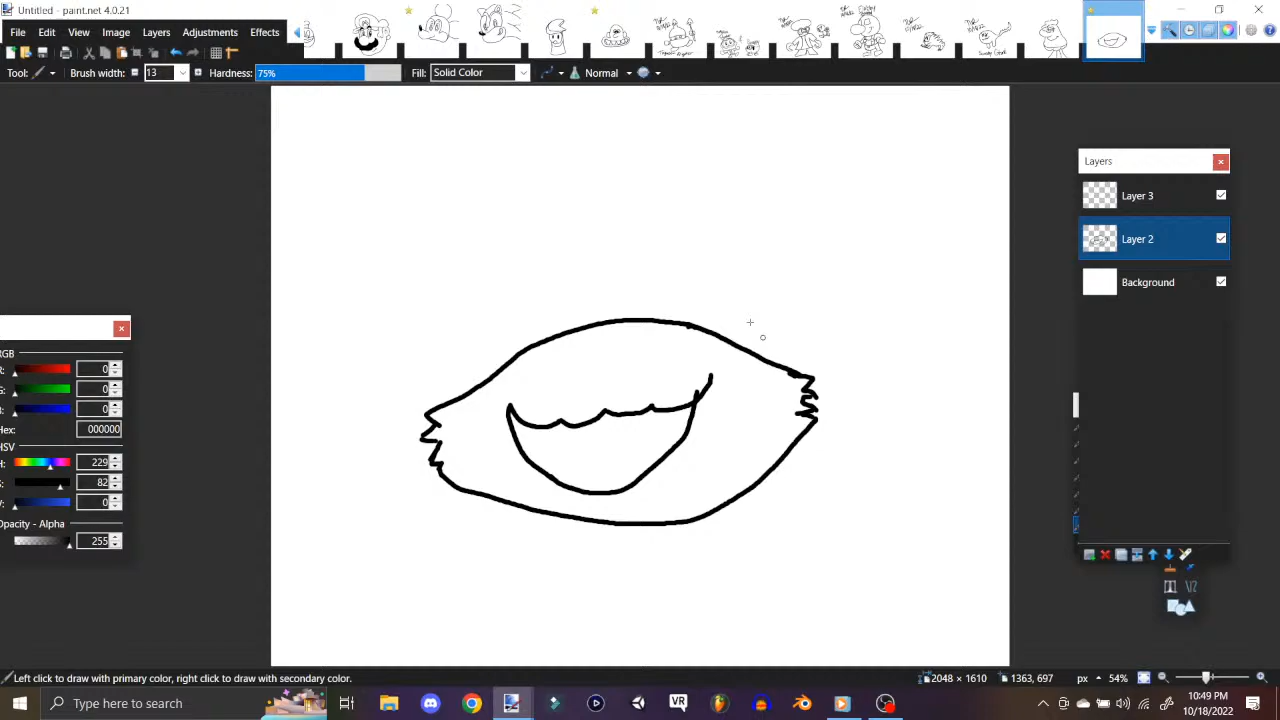 Untitled - paint.net 4.0.21
File Edit View Image Layers Adjustments Effects
Tool: Brush width: 13 Hardness: 75% Fill: Solid Color Normal
Layers
Layer 3
Layer 2
Background
RGB
R: 0
G: 0
B: 0
Hex: 000000
HSV
H: 229
S: 82
V: 0
Opacity - Alpha
255
Left click to draw with primary color, right click to draw with secondary color.
2048 × 1610 1363, 697 px 54%
Type here to search
VR
10:49 PM
10/18/2022